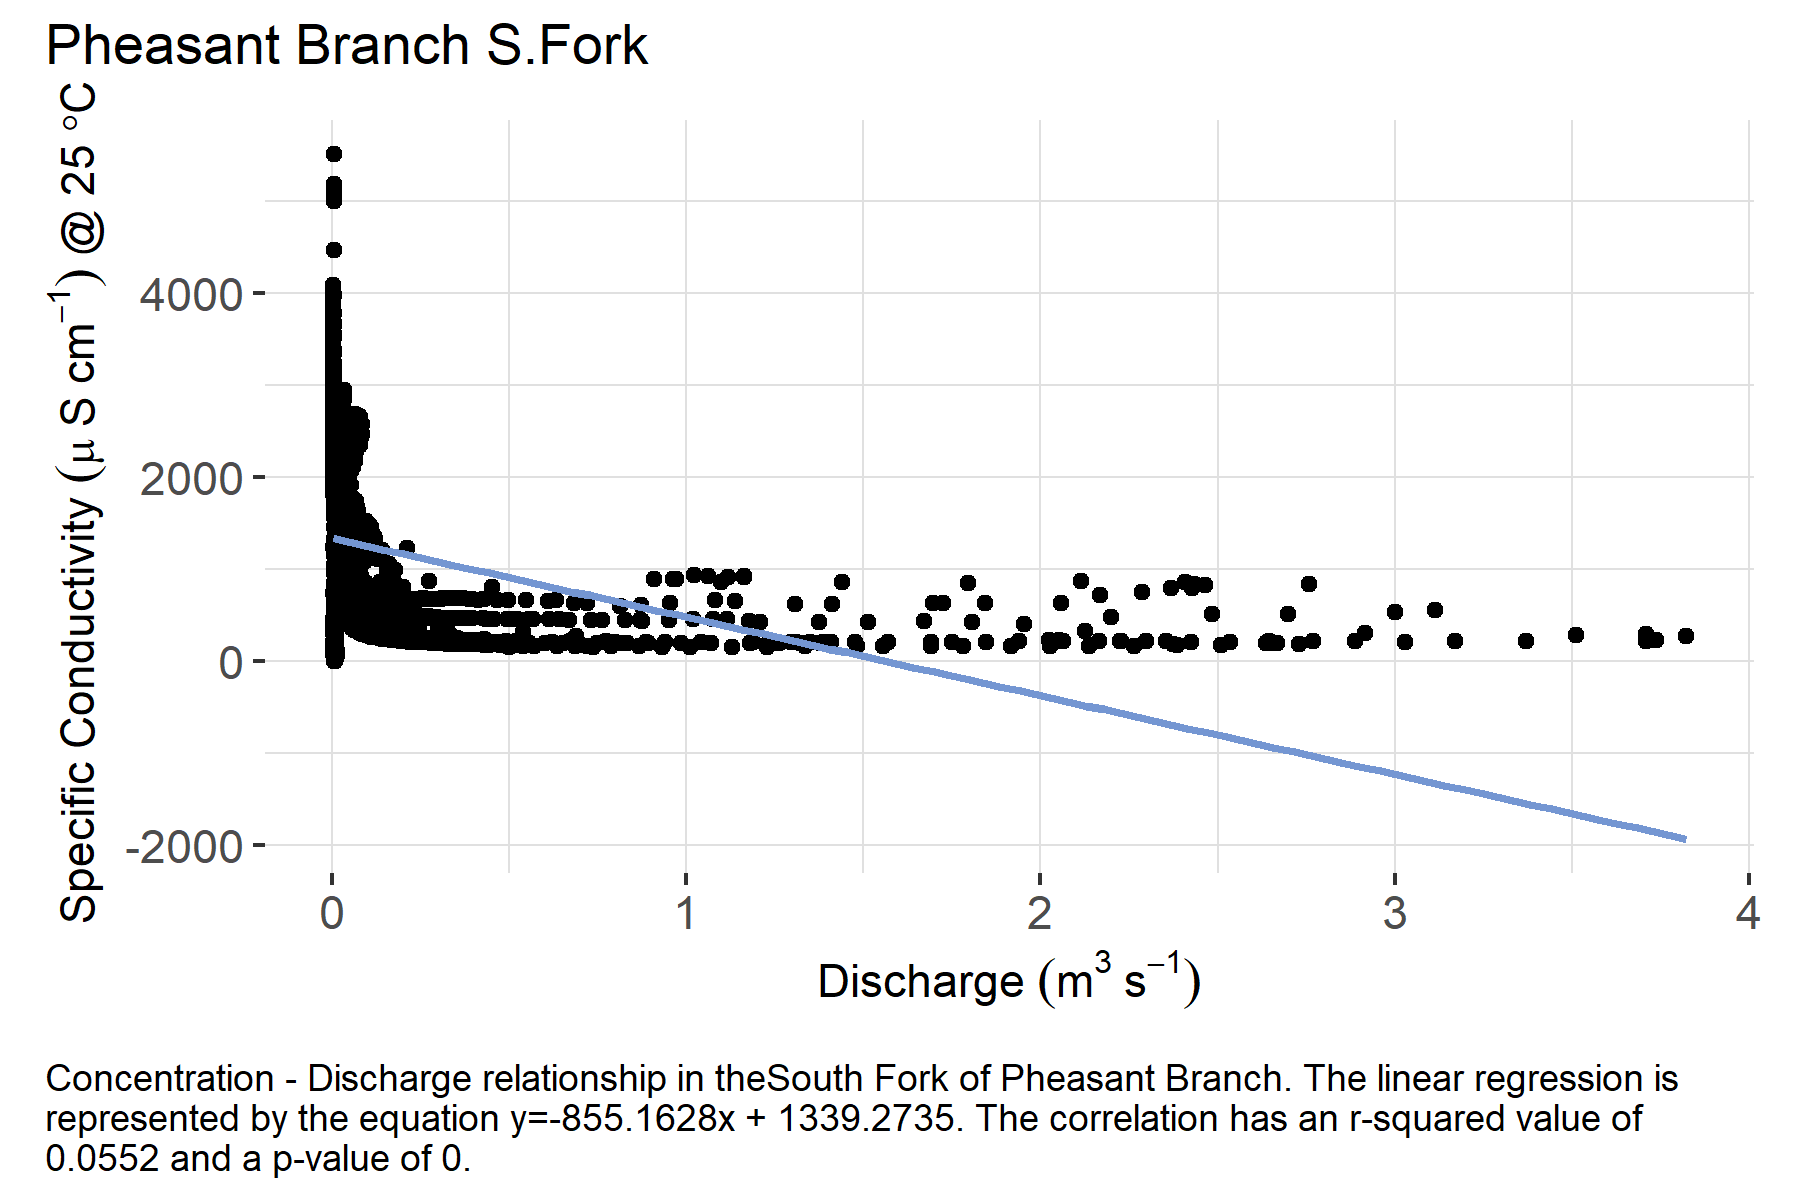 Pheasant Branch S.Fork
Specific Conductivity (μ S cm⁻¹) @ 25 °C
4000
2000
0
-2000
0
1
2
3
4
Discharge (m³ s⁻¹)
Concentration - Discharge relationship in theSouth Fork of Pheasant Branch. The linear regression is
represented by the equation y=-855.1628x + 1339.2735. The correlation has an r-squared value of
0.0552 and a p-value of 0.